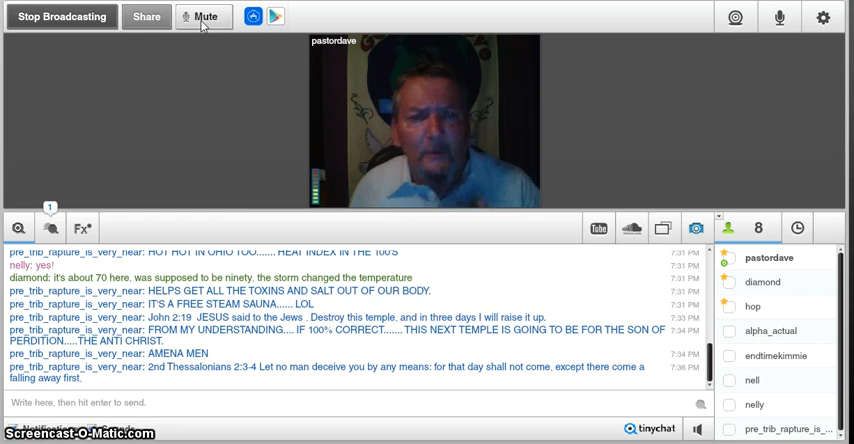 Stop Broadcasting Share Mute
pastordave
1
Fx*
You Tube
8
pre_trib_rapture_is_very_near: HOT HOT IN OHIO TOO....... HEAT INDEX IN THE 100'S 7:31 PM
nelly: yes! 7:31 PM
diamond: it's about 70 here, was supposed to be ninety, the storm changed the temperature 7:31 PM
pre_trib_rapture_is_very_near: HELPS GET ALL THE TOXINS AND SALT OUT OF OUR BODY. 7:31 PM
pre_trib_rapture_is_very_near: IT'S A FREE STEAM SAUNA...... LOL 7:31 PM
pre_trib_rapture_is_very_near: John 2:19 JESUS said to the Jews , Destroy this temple, and in three days I will raise it up. 7:33 PM
pre_trib_rapture_is_very_near: FROM MY UNDERSTANDING.... IF 100% CORRECT....... THIS NEXT TEMPLE IS GOING TO BE FOR THE SON OF 7:34 PM
PERDITION.....THE ANTI CHRIST.
pre_trib_rapture_is_very_near: AMENA MEN 7:34 PM
pre_trib_rapture_is_very_near: 2nd Thessalonians 2:3-4 Let no man deceive you by any means: for that day shall not come, except there come a 7:36 PM
falling away first,
Write here, then hit enter to send.
pastordave
diamond
hop
alpha_actual
endtimekimmie
nell
nelly
pre_trib_rapture_is_...
tinychat
Screencast-O-Matic.com